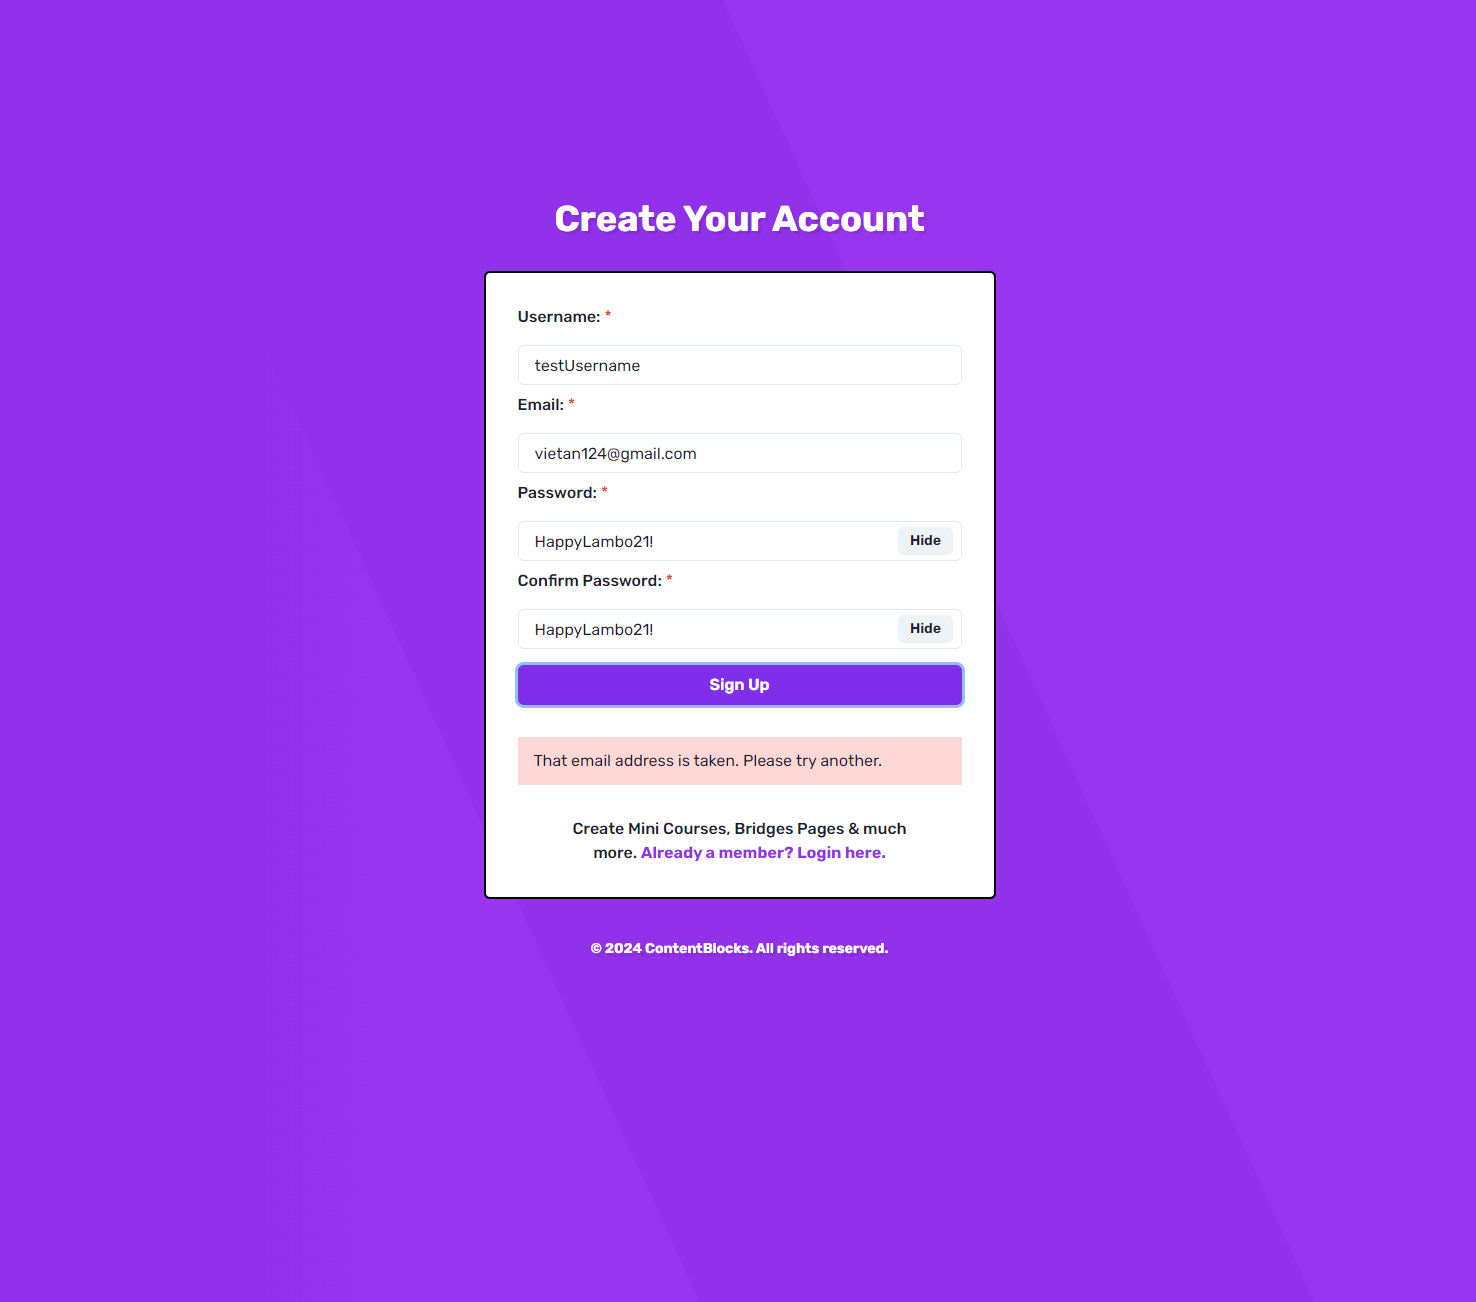 Create Your Account
Username: *
testUsername
Email: *
vietan124@gmail.com
Password: *
HappyLambo21!
Hide
Confirm Password: *
HappyLambo21!
Hide
Sign Up
That email address is taken. Please try another.
Create Mini Courses, Bridges Pages & much
more. Already a member? Login here.
© 2024 ContentBlocks. All rights reserved.